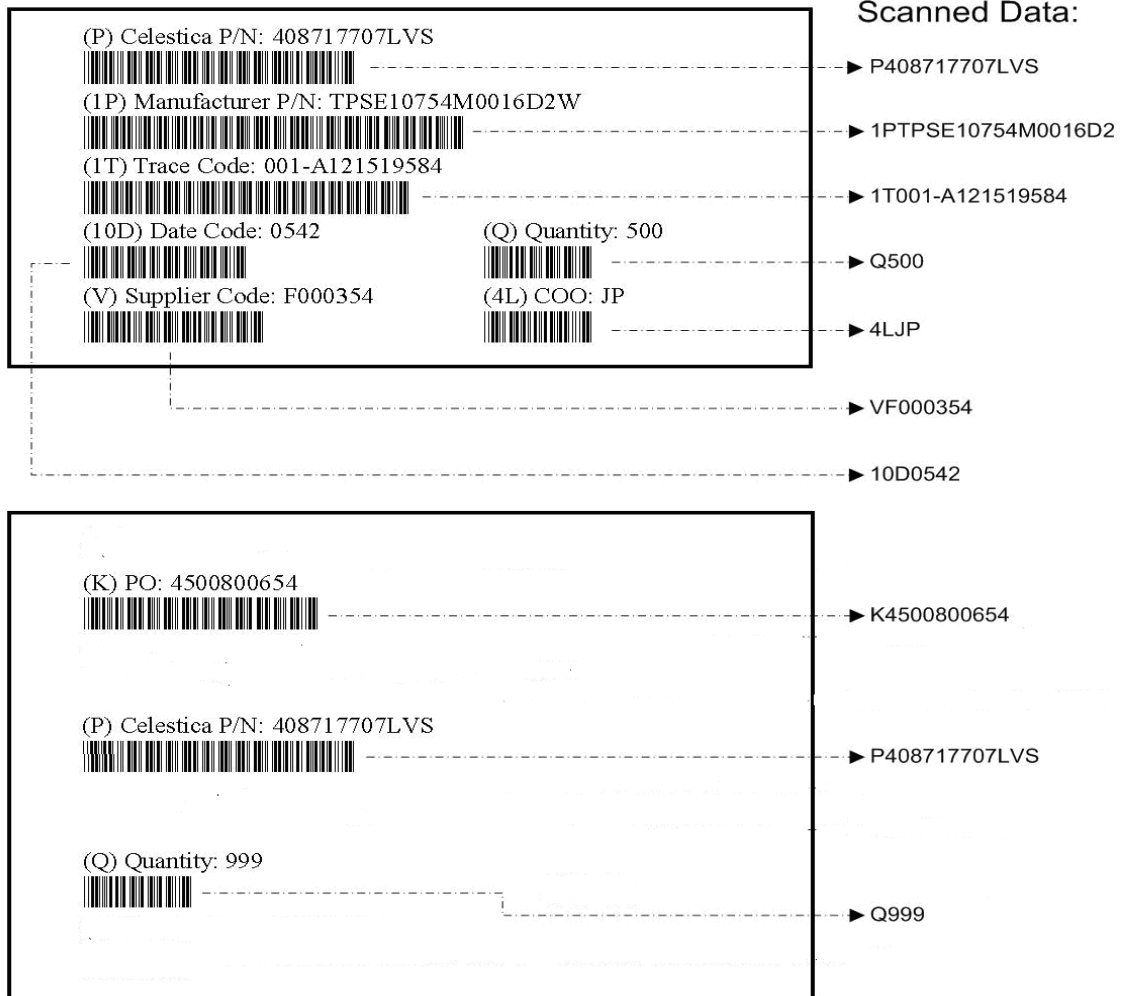 Scanned Data:
(P) Celestica P/N: 408717707LVS
P408717707LVS
(1P) Manufacturer P/N: TPSE10754M0016D2W
1PTPSE10754M0016D2
(1T) Trace Code: 001-A121519584
1T001-A121519584
(10D) Date Code: 0542
(Q) Quantity: 500
Q500
(V) Supplier Code: F000354
(4L) COO: JP
4LJP
VF000354
10D0542
(K) PO: 4500800654
K4500800654
(P) Celestica P/N: 408717707LVS
P408717707LVS
(Q) Quantity: 999
Q999